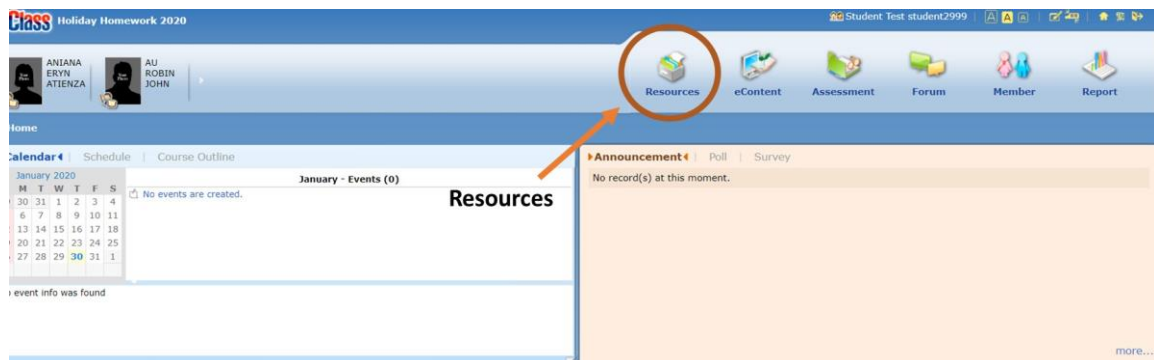 Class Holiday Homework 2020
Student Test student2999
A A A
ANIANA
ERYN
ATIENZA
AU
ROBIN
JOHN
Resources eContent Assessment Forum Member Report
Home
Calendar | Schedule | Course Outline
January 2020
M T W T F S
30 31 1 2 3 4
6 7 8 9 10 11
13 14 15 16 17 18
20 21 22 23 24 25
27 28 29 30 31 1
January - Events (0)
No events are created.
event info was found
Resources
Announcement | Poll | Survey
No record(s) at this moment.
more...